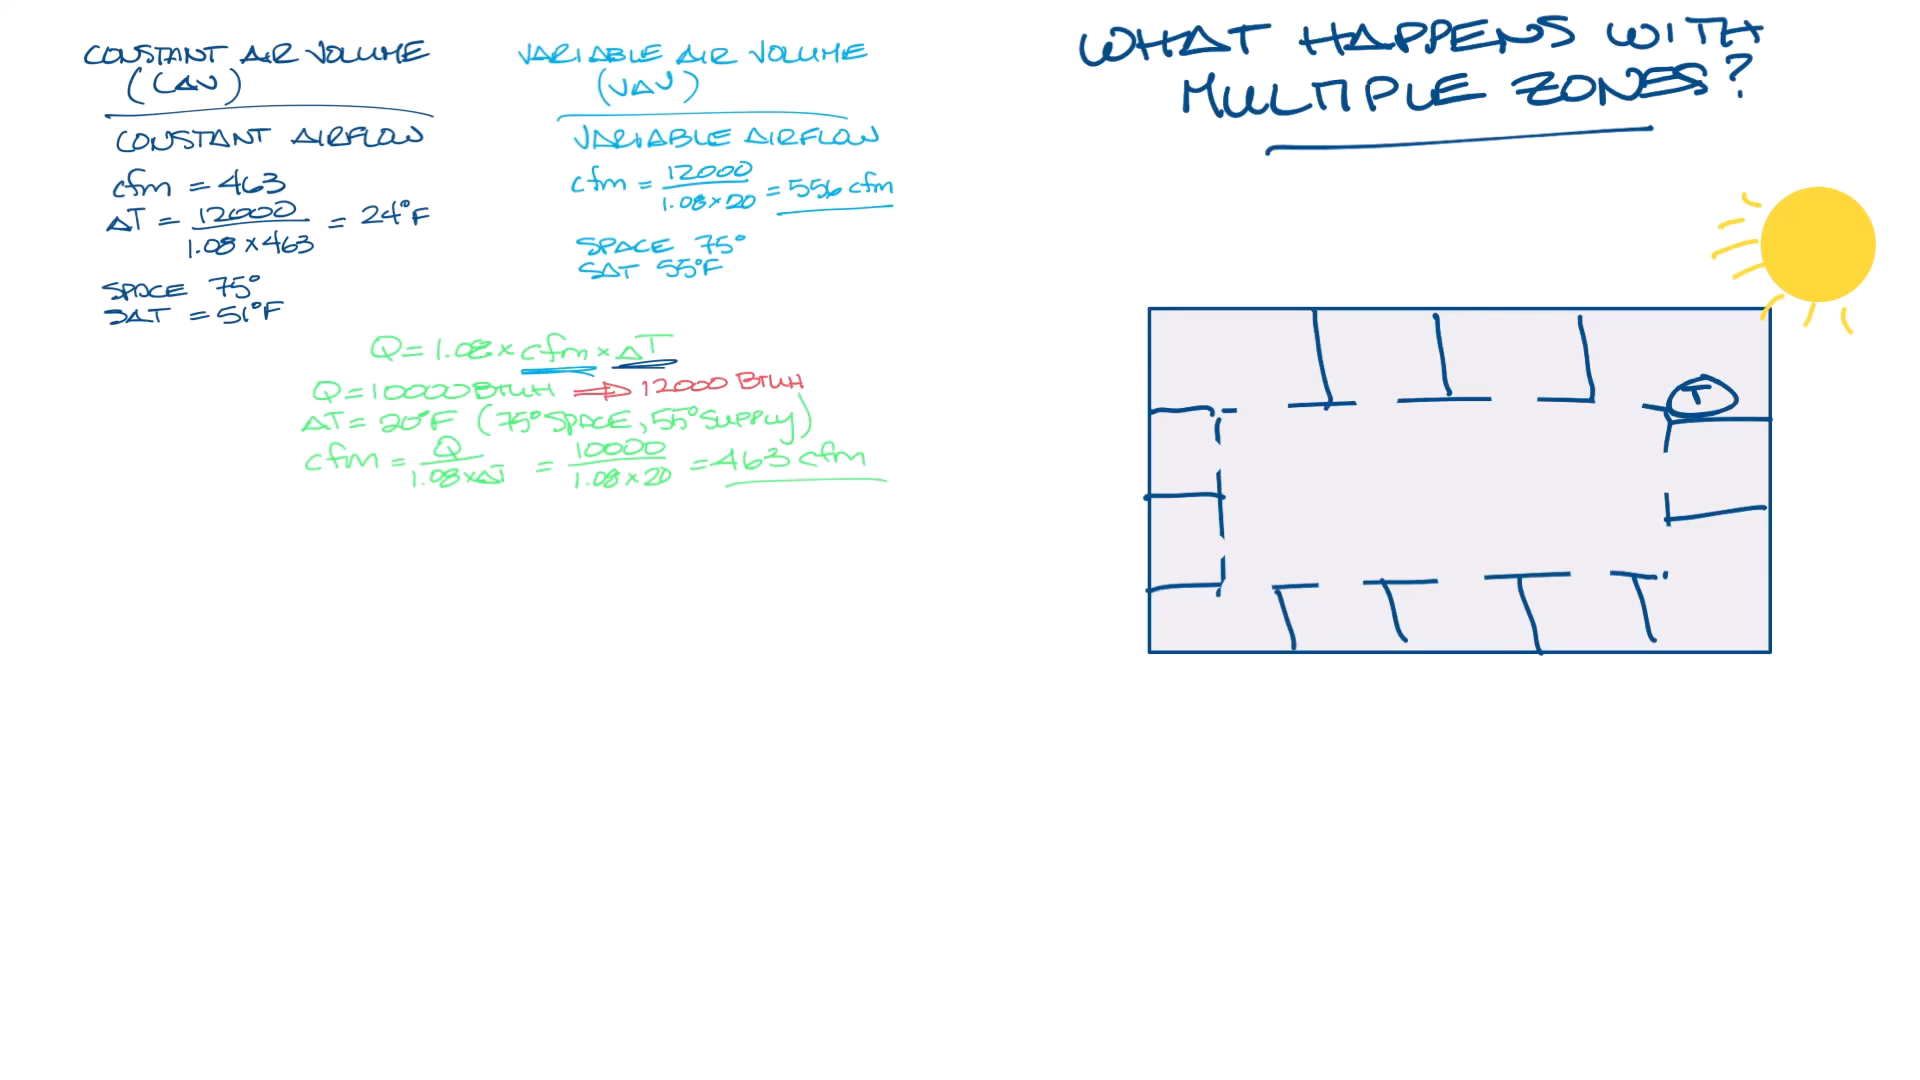 CONSTANT AIR VOLUME
(CAV)
CONSTANT AIRFLOW
cfm = 463
ΔT = 12000 / 1.08 × 463 = 24°F
SPACE 75°
SAT = 51°F
VARIABLE AIR VOLUME
(VAV)
VARIABLE AIRFLOW
cfm = 12000 / 1.08 × 20 = 556 cfm
SPACE 75°
SAT 55°F
Q = 1.08 × cfm × ΔT
Q = 10000 BTUH ⇒ 12000 BTUH
ΔT = 20°F (75° SPACE, 55° SUPPLY)
cfm = Q / 1.08 × ΔT = 10000 / 1.08 × 20 = 463 cfm
WHAT HAPPENS WITH
MULTIPLE ZONES?
T